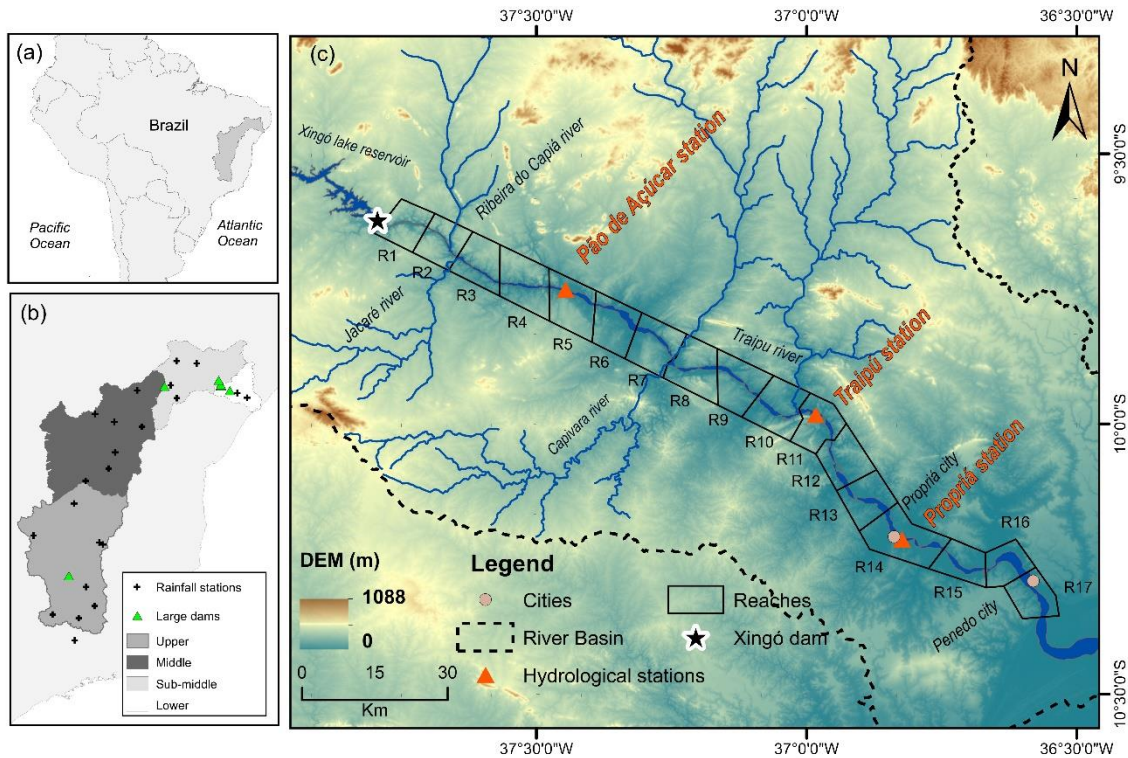 (a)
Brazil
Pacific
Ocean
Atlantic
Ocean
(b)
Rainfall stations
Large dams
Upper
Middle
Sub-middle
Lower
37°30'0"W
37°0'0"W
36°30'0"W
(c)
N
9°30'0"S
10°0'0"S
10°30'0"S
Xingó lake reservoir
Ribeira do Capiá river
Pão de Açúcar station
Jacaré river
Traipu river
Traipú station
Capivara river
Propriá city
Propriá station
Penedo city
R1
R2
R3
R4
R5
R6
R7
R8
R9
R10
R11
R12
R13
R14
R15
R16
R17
DEM (m)
1088
0
0 15 30
Km
Legend
Cities
Reaches
River Basin
Xingó dam
Hydrological stations
37°30'0"W
37°0'0"W
36°30'0"W